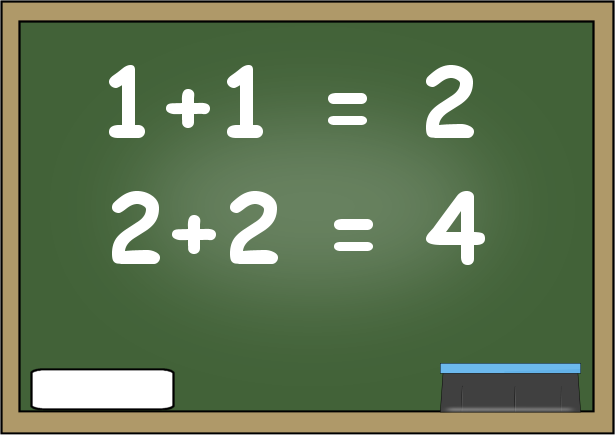 1+1 = 2
2+2 = 4